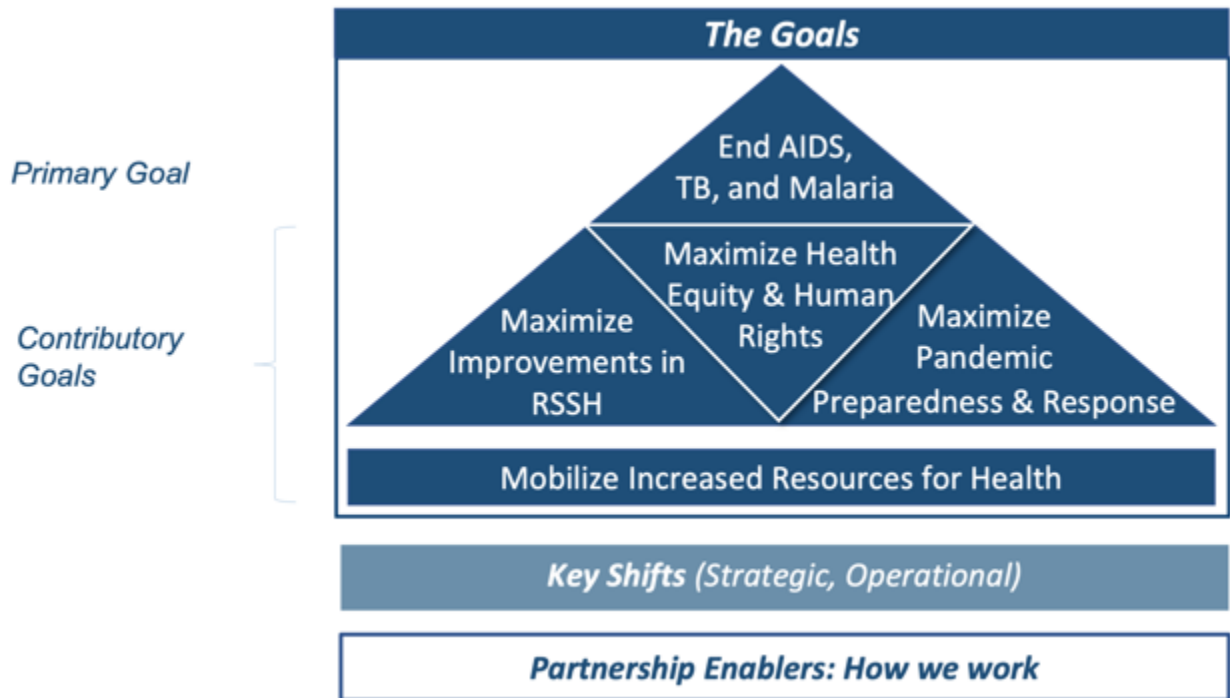 The Goals
Primary Goal
End AIDS,
TB, and Malaria
Contributory
Goals
Maximize
Improvements in
RSSH
Maximize Health
Equity & Human
Rights
Maximize
Pandemic
Preparedness & Response
Mobilize Increased Resources for Health
Key Shifts (Strategic, Operational)
Partnership Enablers: How we work